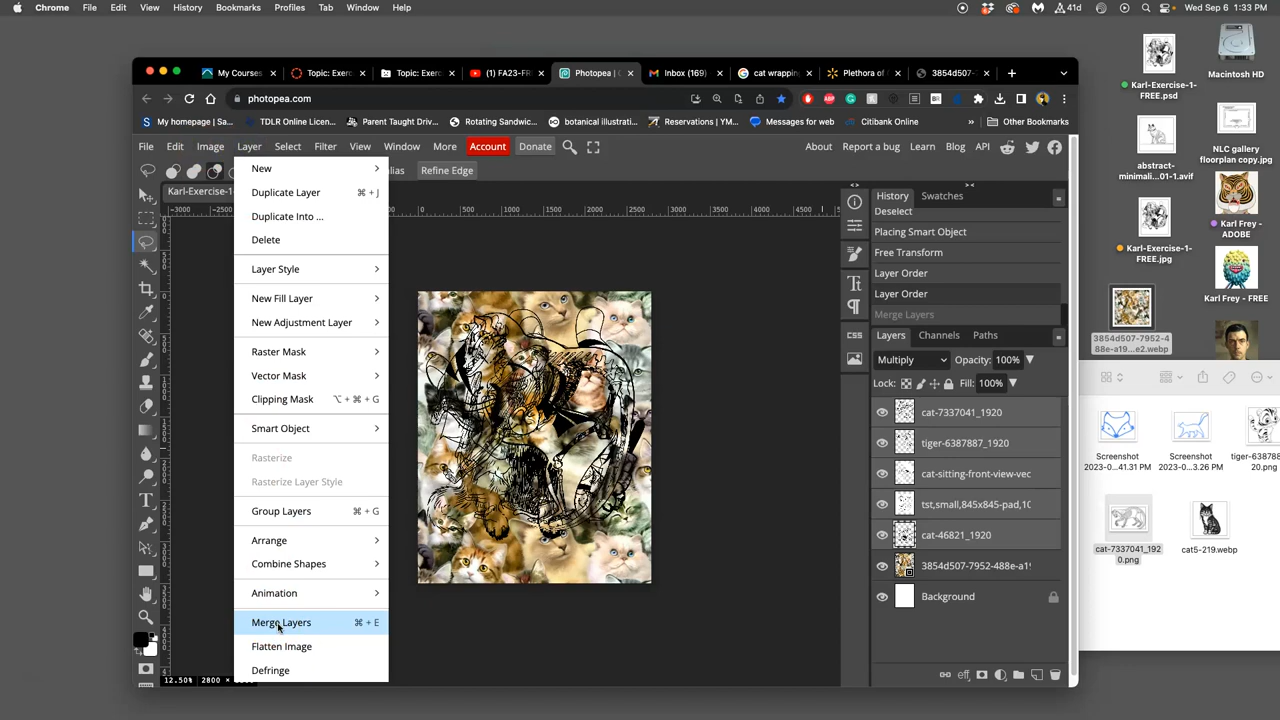 Chrome File Edit View History Bookmarks Profiles Tab Window Help 41d Wed Sep 6 1:33 PM
My Courses Topic: Exerc Topic: Exerc (1) FA23-FR Photopea | Inbox (169) cat wrapping Plethora of 3854d507-
photopea.com
My homepage | Sa... TDLR Online Licen... Parent Taught Driv... Rotating Sandwic botanical illustrati Reservations | YM... Messages for web Citibank Online Other Bookmarks
File Edit Image Layer Select Filter View Window More Account Donate About Report a bug Learn Blog API
alias Refine Edge
Karl-Exercise-1-
-3000 -2500 0 500 1000 1500 2000 2500 3000 3500 4000 4500
New
Duplicate Layer ⌘ + J
Duplicate Into ...
Delete
Layer Style
New Fill Layer
New Adjustment Layer
Raster Mask
Vector Mask
Clipping Mask ⌥ + ⌘ + G
Smart Object
Rasterize
Rasterize Layer Style
Group Layers ⌘ + G
Arrange
Combine Shapes
Animation
Merge Layers ⌘ + E
Flatten Image
Defringe
12.50% 2800
History Swatches
Deselect
Placing Smart Object
Free Transform
Layer Order
Layer Order
Merge Layers
CSS
Layers Channels Paths
Multiply Opacity: 100%
Lock: Fill: 100%
cat-7337041_1920
tiger-6387887_1920
cat-sitting-front-view-vec
tst,small,845x845-pad,10
cat-46821_1920
3854d507-7952-488e-a19
Background
eff
Karl-Exercise-1-
FREE.psd
abstract-
minimali...
01-1.avif
Karl-Exercise-1-
FREE.jpg
3854d507-7952-4
88e-a19...e2.webp
Macintosh HD
NLC gallery
floorplan copy.jpg
Karl Frey -
ADOBE
Karl Frey - FREE
Screenshot
2023-0...41.31 PM
Screenshot
2023-0...3.26 PM
tiger-6387
20.png
cat-7337041_192
0.png
cat5-219.webp